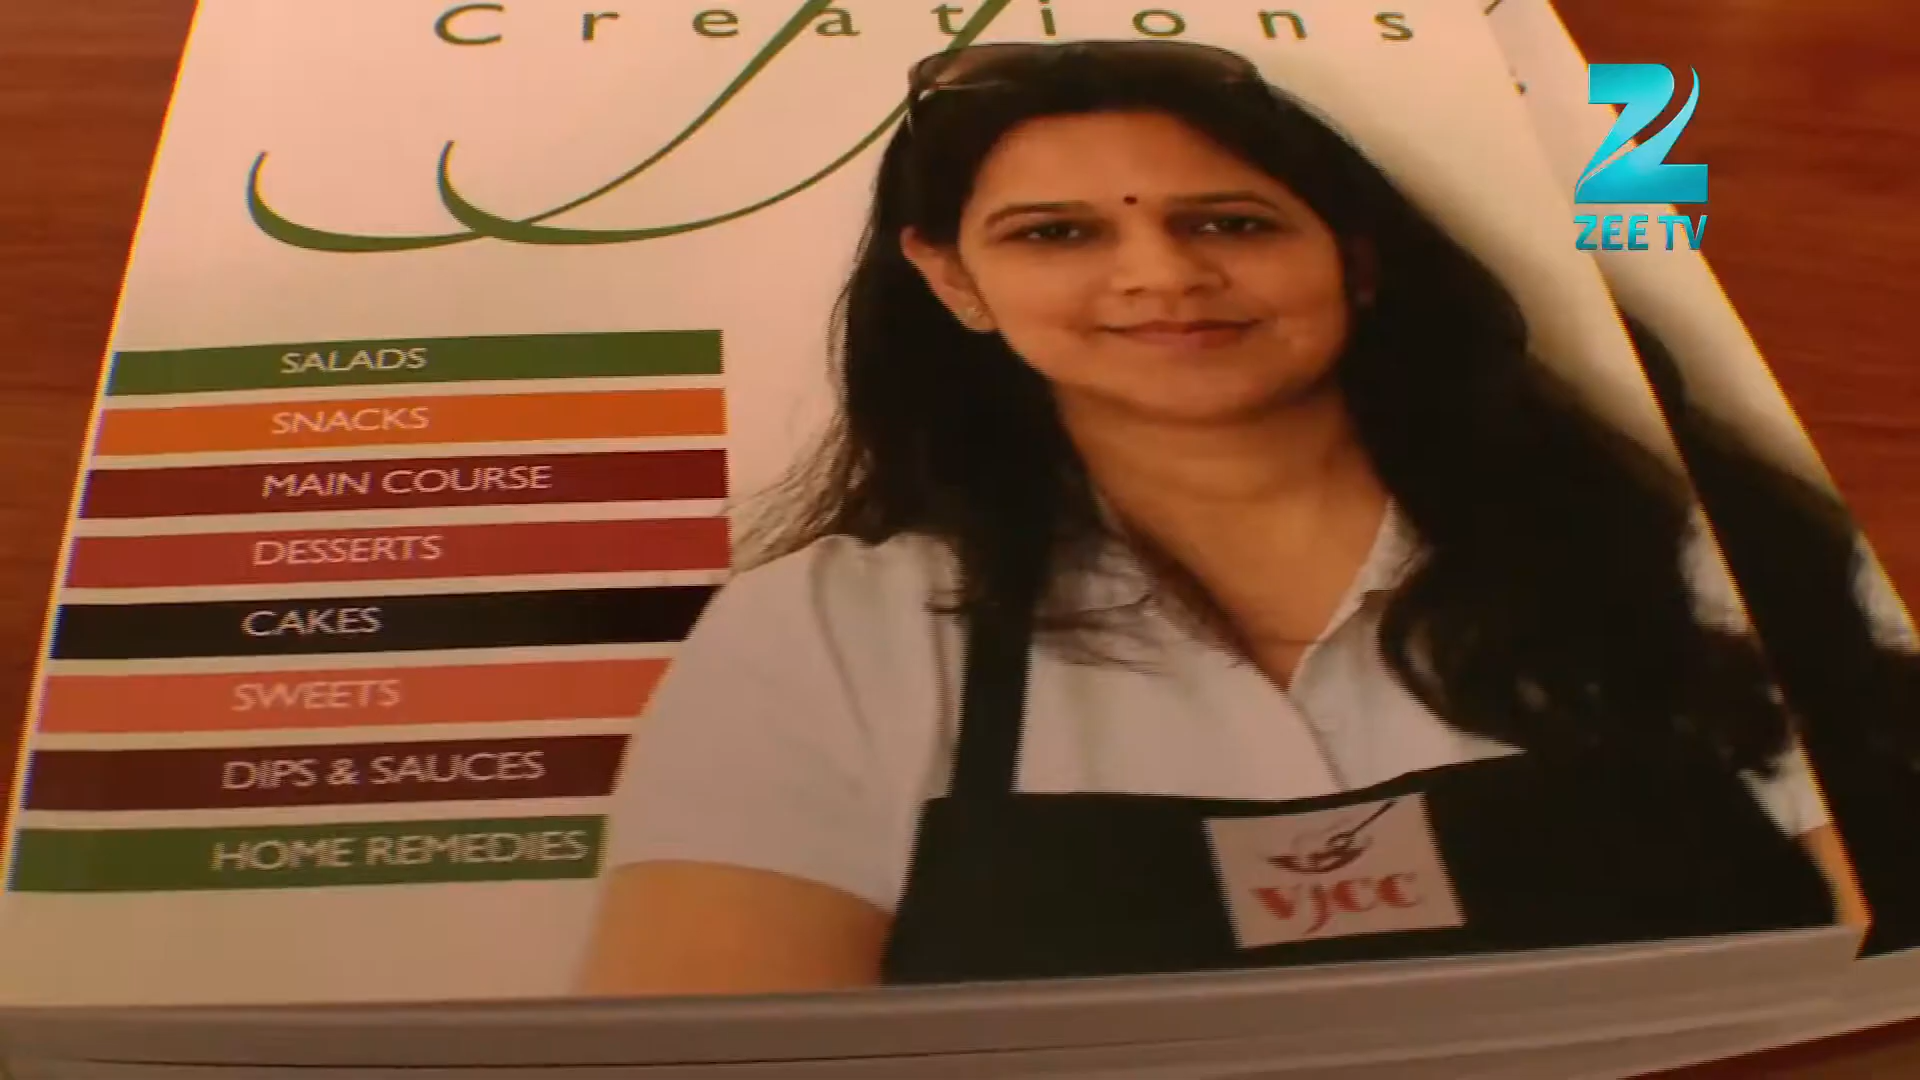 Creations
ZEE TV
SALADS
SNACKS
MAIN COURSE
DESSERTS
CAKES
SWEETS
DIPS & SAUCES
HOME REMEDIES
VJCC